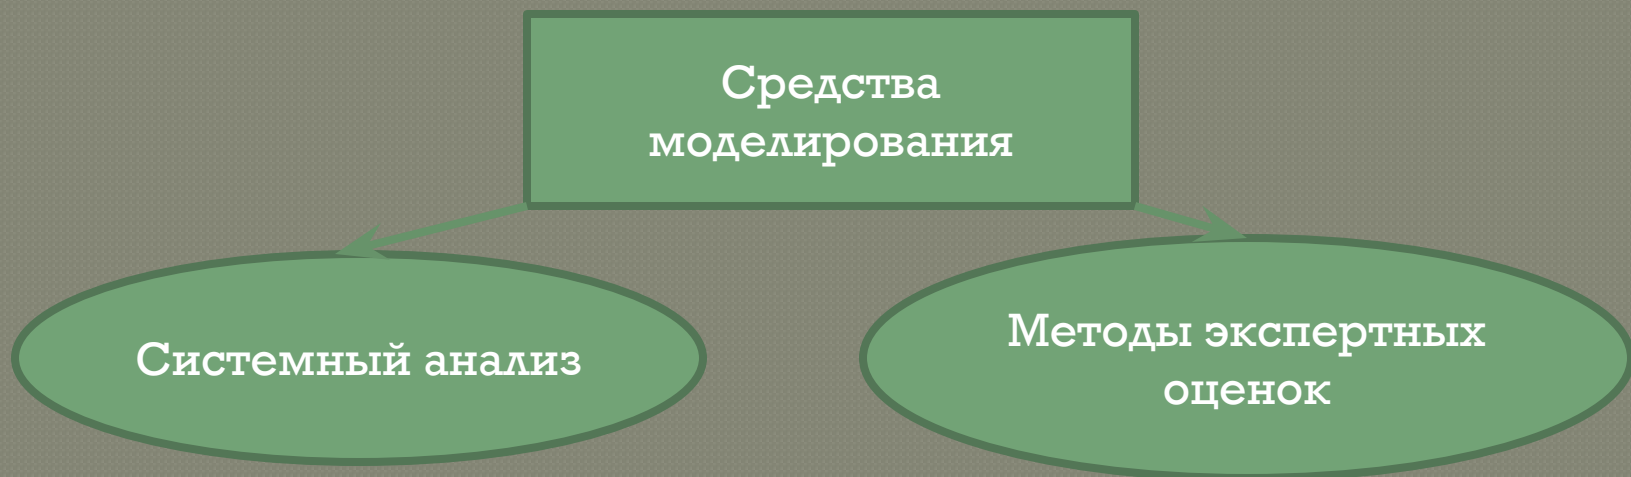 Средства
моделирования
Системный анализ
Методы экспертных
оценок